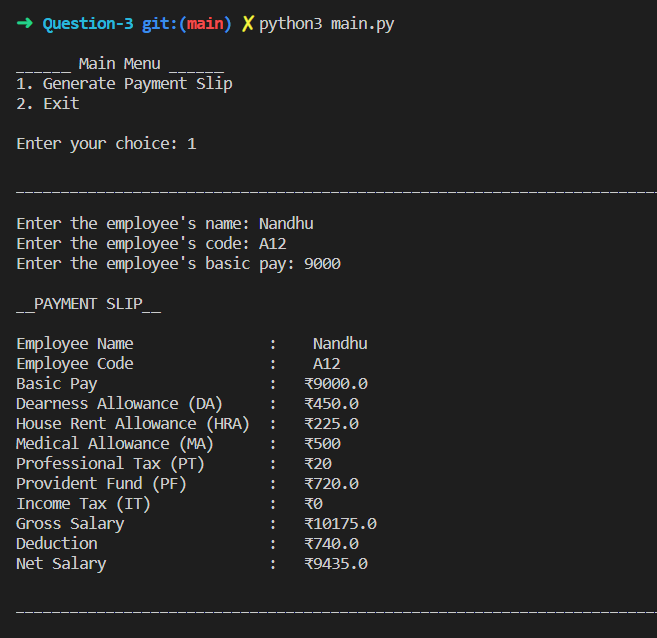 ➜ Question-3 git:(main) ✗ python3 main.py
______ Main Menu ______
1. Generate Payment Slip
2. Exit
Enter your choice: 1
_______________________________________________________________________
Enter the employee's name: Nandhu
Enter the employee's code: A12
Enter the employee's basic pay: 9000
__PAYMENT SLIP__
Employee Name : Nandhu
Employee Code : A12
Basic Pay : ₹9000.0
Dearness Allowance (DA) : ₹450.0
House Rent Allowance (HRA) : ₹225.0
Medical Allowance (MA) : ₹500
Professional Tax (PT) : ₹20
Provident Fund (PF) : ₹720.0
Income Tax (IT) : ₹0
Gross Salary : ₹10175.0
Deduction : ₹740.0
Net Salary : ₹9435.0
_______________________________________________________________________